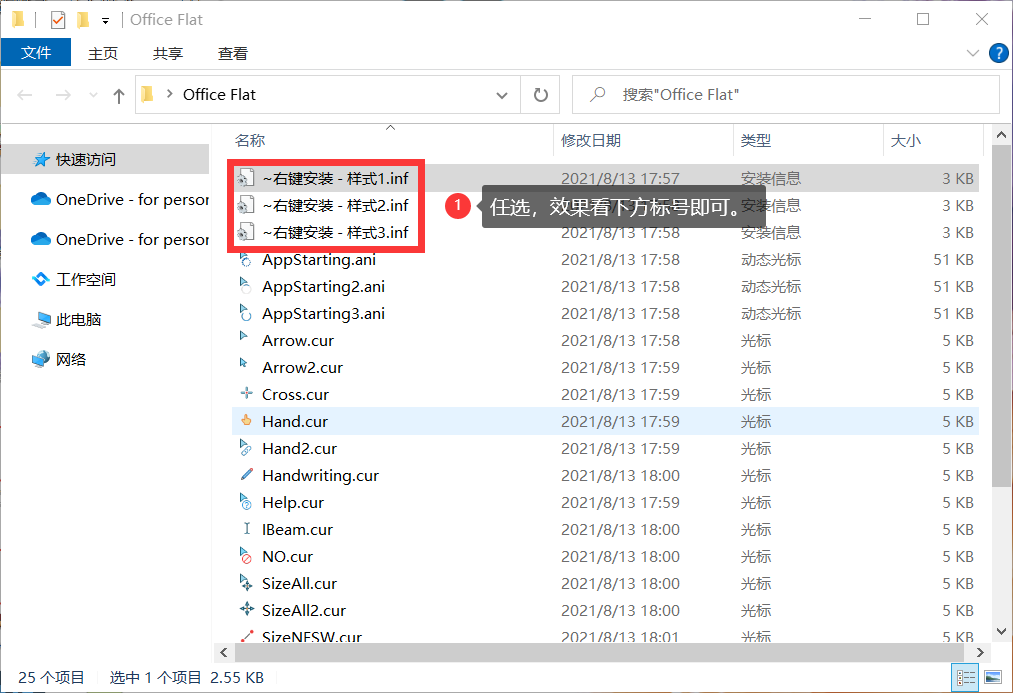 Office Flat
文件 主页 共享 查看
Office Flat 搜索"Office Flat"
名称 修改日期 类型 大小
快速访问
OneDrive - for person
OneDrive - for person
工作空间
此电脑
网络
~右键安装 - 样式1.inf 2021/8/13 17:57 安装信息 3 KB
~右键安装 - 样式2.inf 安装信息 3 KB
1 任选，效果看下方标号即可。
~右键安装 - 样式3.inf 2021/8/13 17:58 安装信息 3 KB
AppStarting.ani 2021/8/13 17:58 动态光标 51 KB
AppStarting2.ani 2021/8/13 17:58 动态光标 51 KB
AppStarting3.ani 2021/8/13 17:58 动态光标 51 KB
Arrow.cur 2021/8/13 17:58 光标 5 KB
Arrow2.cur 2021/8/13 17:59 光标 5 KB
Cross.cur 2021/8/13 17:59 光标 5 KB
Hand.cur 2021/8/13 17:59 光标 5 KB
Hand2.cur 2021/8/13 17:59 光标 5 KB
Handwriting.cur 2021/8/13 18:00 光标 5 KB
Help.cur 2021/8/13 17:59 光标 5 KB
IBeam.cur 2021/8/13 18:00 光标 5 KB
NO.cur 2021/8/13 18:00 光标 5 KB
SizeAll.cur 2021/8/13 18:00 光标 5 KB
SizeAll2.cur 2021/8/13 18:00 光标 5 KB
SizeNESW.cur 2021/8/13 18:01 光标 5 KB
25 个项目 选中 1 个项目 2.55 KB